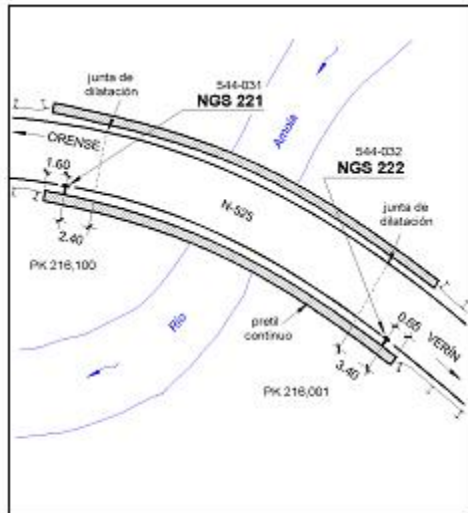 junta de
dilatación
544-031
NGS 221
Arnoia
ORENSE
544-032
NGS 222
1.60
N-525
junta de
dilatación
2.40
PK 216,100
0.65
VERÍN
Río
pretil
continuo
3.40
PK 216,001